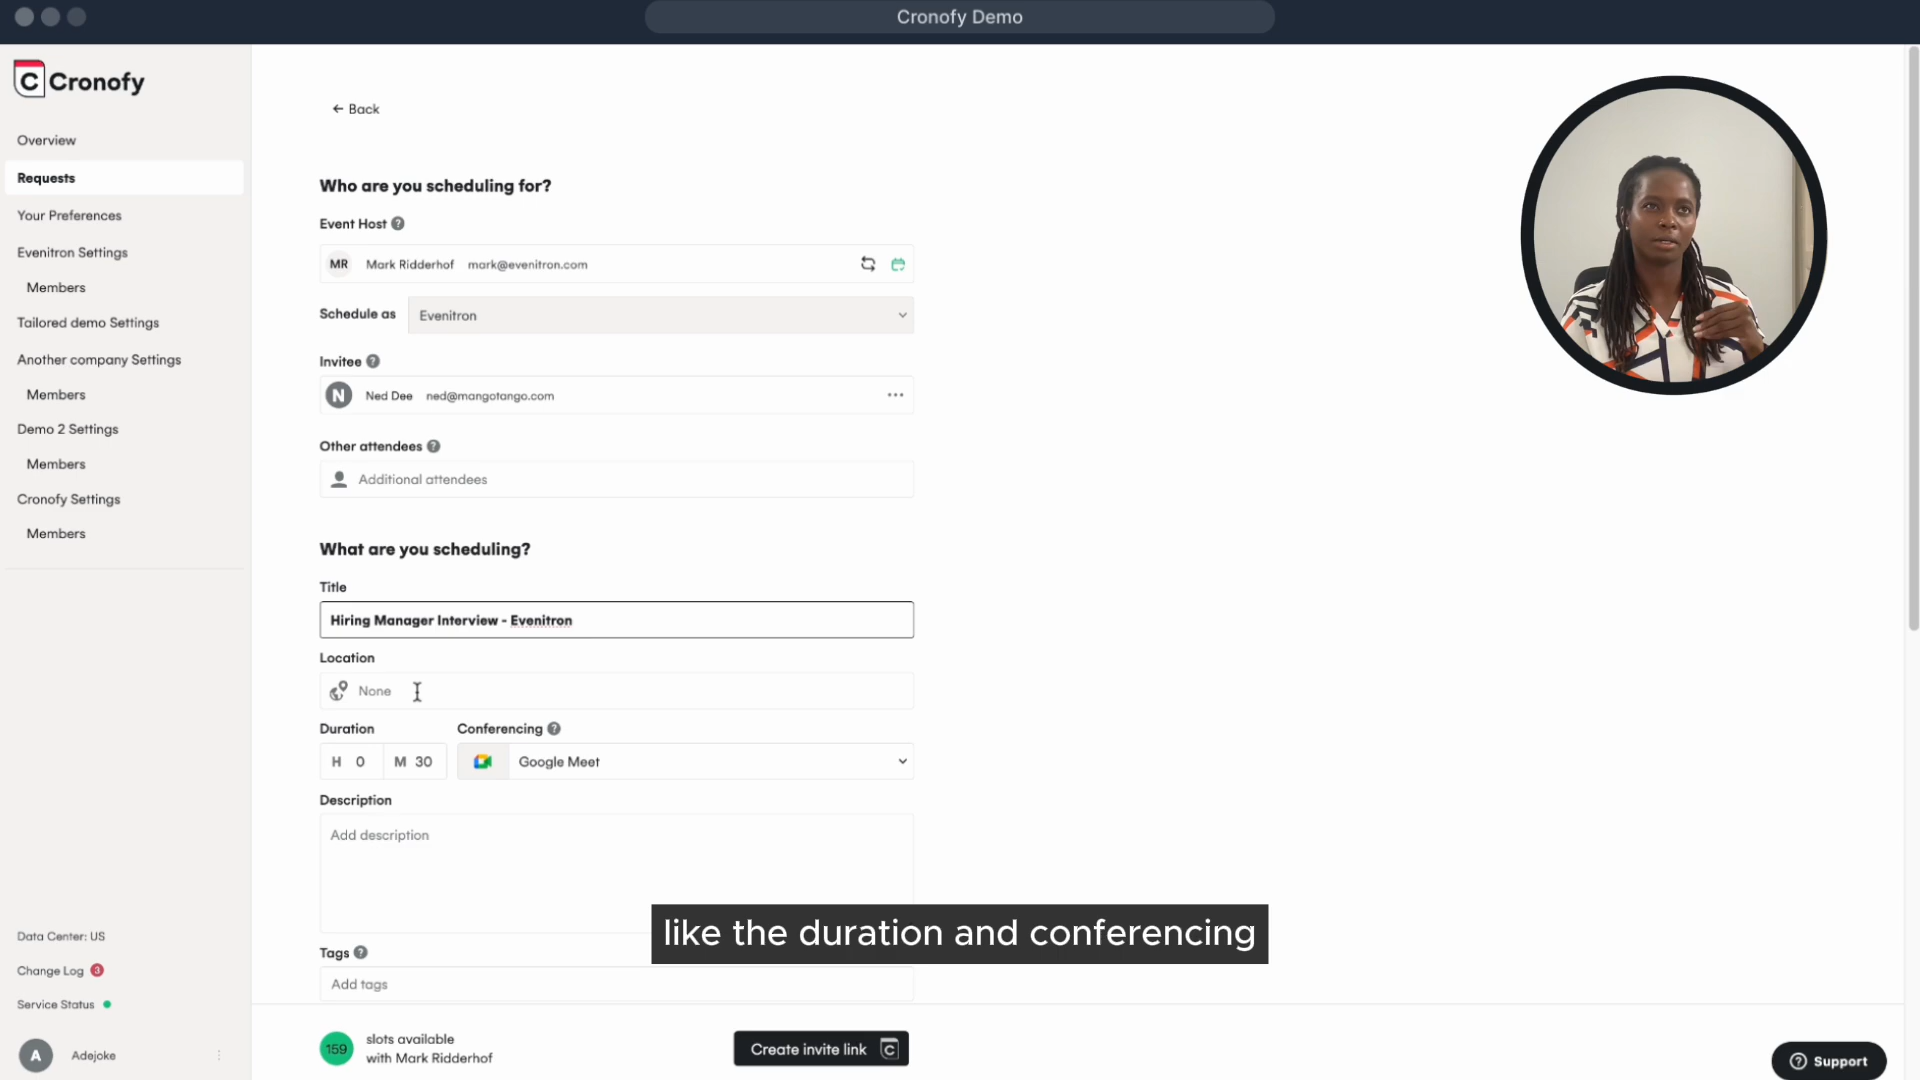 Cronofy Demo
C Cronofy
Overview
Requests
Your Preferences
Evenitron Settings
Members
Tailored demo Settings
Another company Settings
Members
Demo 2 Settings
Members
Cronofy Settings
Members
Data Center: US
Change Log 3
Service Status
A Adejoke
← Back
Who are you scheduling for?
Event Host ?
MR Mark Ridderhof mark@evenitron.com
Schedule as Evenitron
Invitee ?
N Ned Dee ned@mangotango.com
Other attendees ?
Additional attendees
What are you scheduling?
Title
Hiring Manager Interview - Evenitron
Location
None
Duration Conferencing ?
H 0 M 30 Google Meet
Description
Add description
like the duration and conferencing
Tags ?
Add tags
159 slots available
with Mark Ridderhof
Create invite link C
? Support